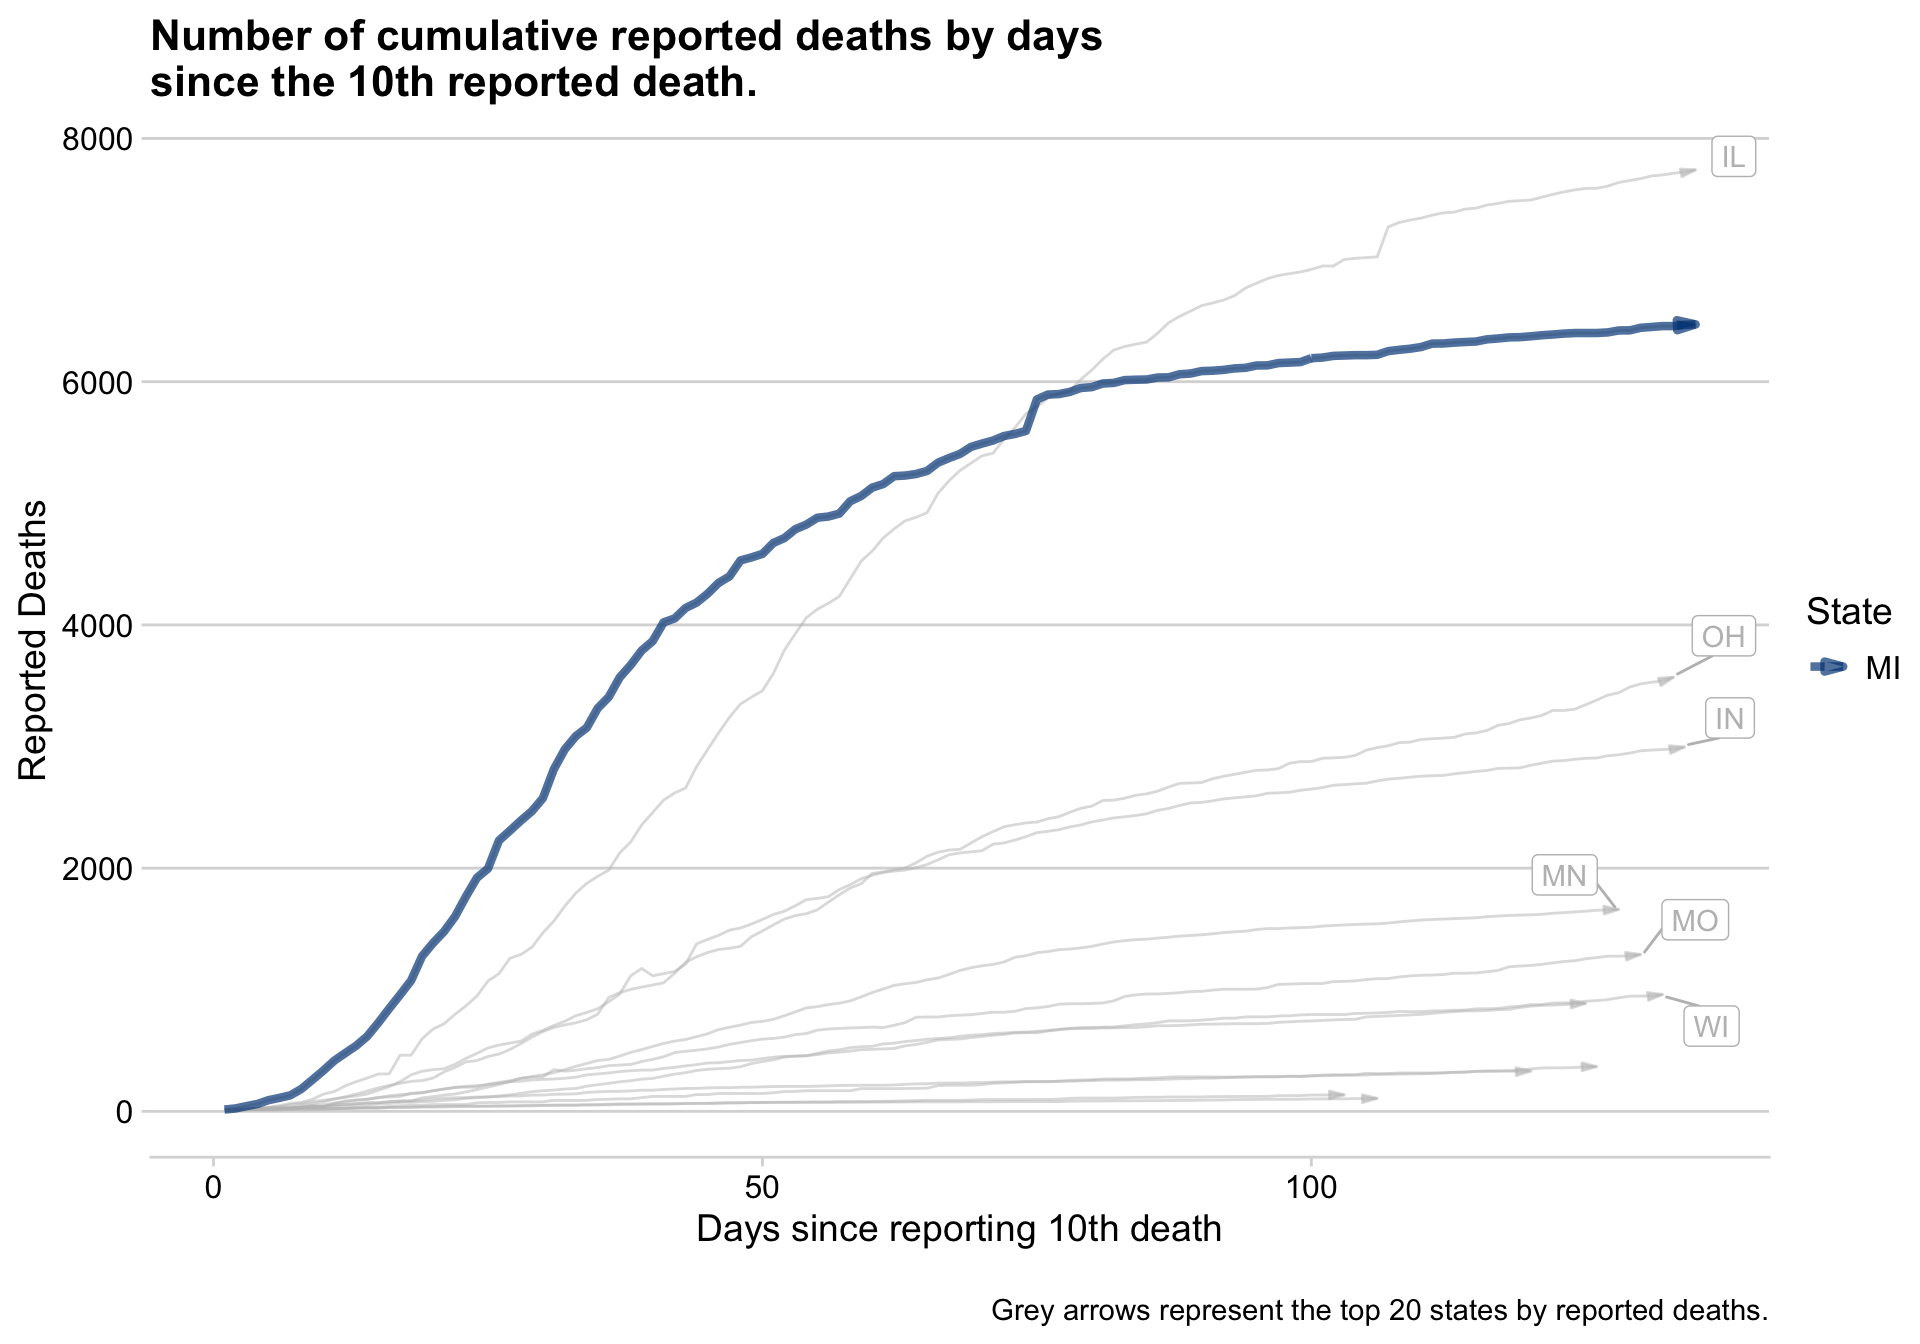 Number of cumulative reported deaths by days
since the 10th reported death.
8000
6000
4000
2000
0
Reported Deaths
IL
OH
IN
MN
MO
WI
State
MI
0
50
100
Days since reporting 10th death
Grey arrows represent the top 20 states by reported deaths.